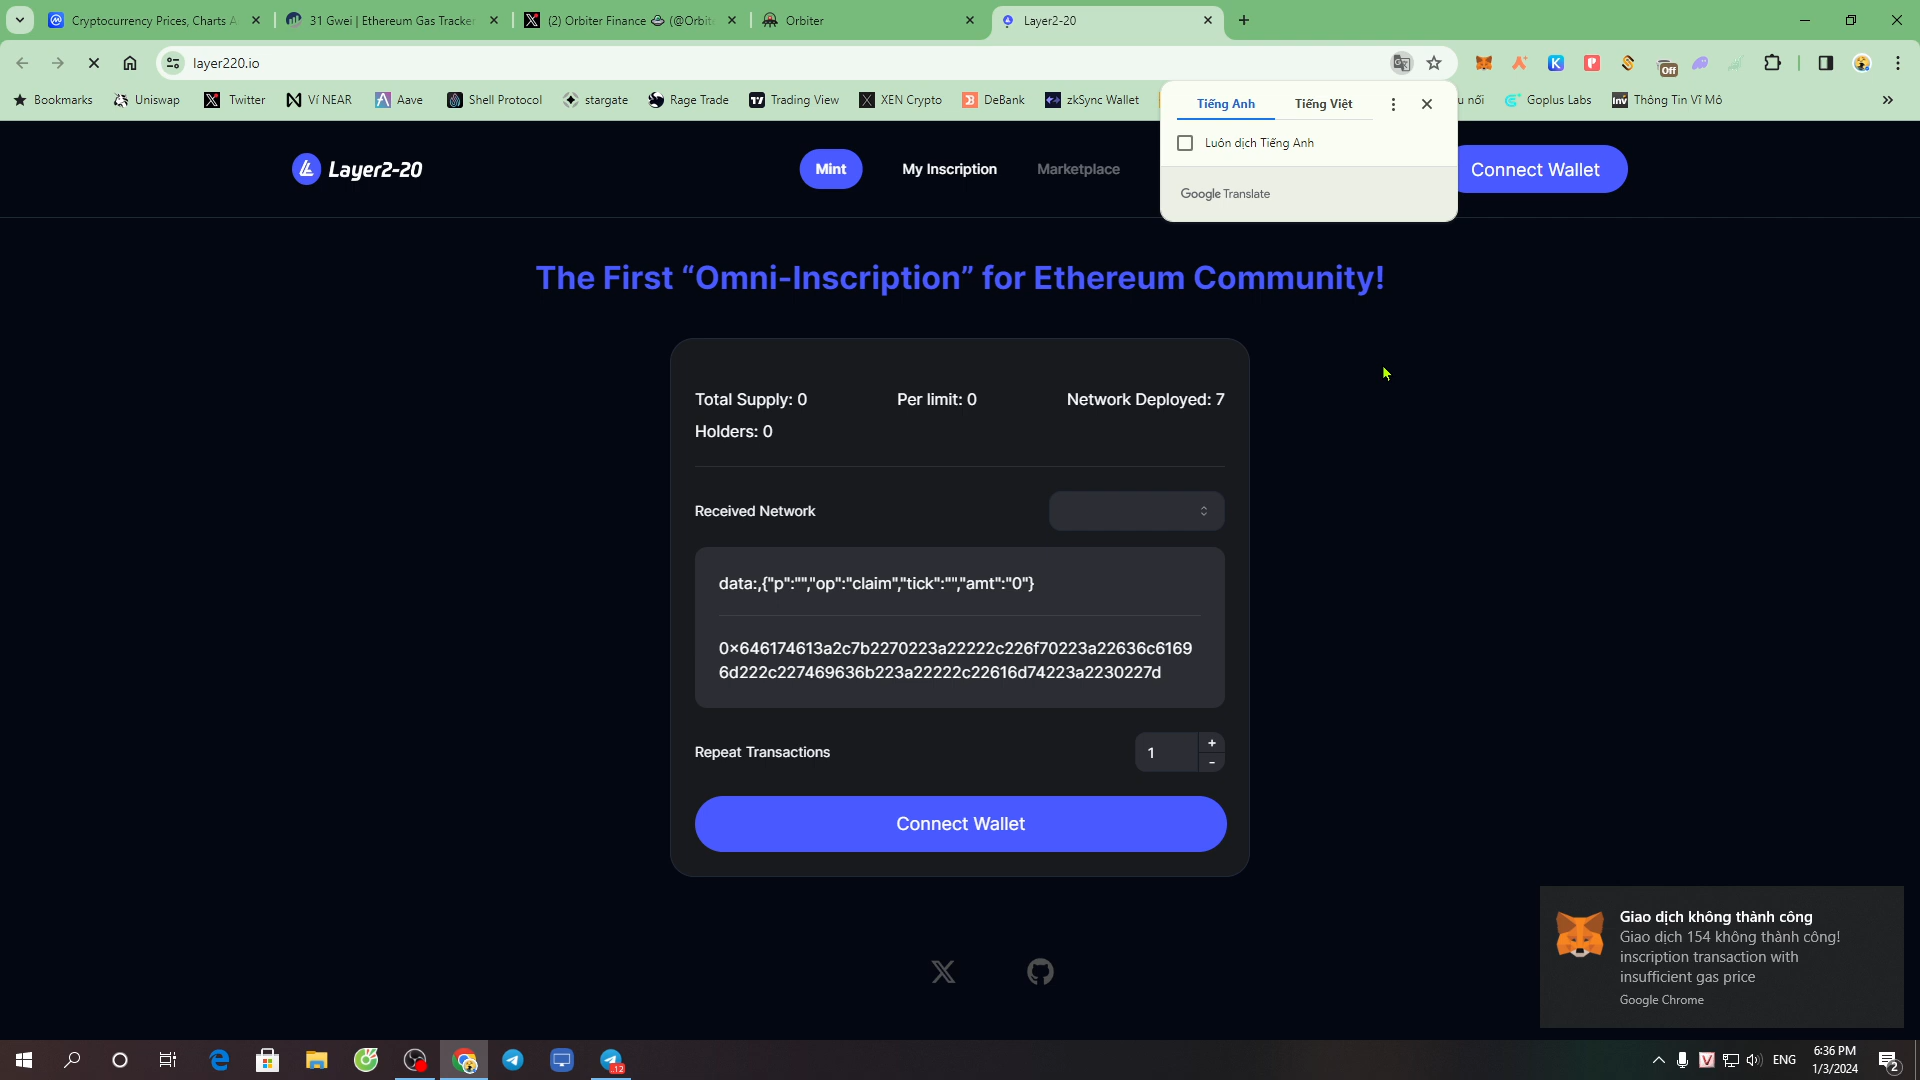 Cryptocurrency Prices, Charts A
31 Gwei | Ethereum Gas Tracker
(2) Orbiter Finance 🛸 (@Orbite
Orbiter
Layer2-20
layer220.io
Off
Bookmarks
Uniswap
Twitter
Ví NEAR
Aave
Shell Protocol
stargate
Rage Trade
Trading View
XEN Crypto
DeBank
zkSync Wallet
u nối
Goplus Labs
Thông Tin Vĩ Mô
Tiếng Anh
Tiếng Việt
Luôn dịch Tiếng Anh
Google Translate
Layer2-20
Mint
My Inscription
Marketplace
Connect Wallet
The First “Omni-Inscription” for Ethereum Community!
Total Supply: 0
Per limit: 0
Network Deployed: 7
Holders: 0
Received Network
data:,{"p":"","op":"claim","tick":"","amt":"0"}
0×646174613a2c7b2270223a22222c226f70223a22636c6169
6d222c227469636b223a22222c22616d74223a2230227d
Repeat Transactions
1
+
-
Connect Wallet
Giao dịch không thành công
Giao dịch 154 không thành công!
inscription transaction with
insufficient gas price
Google Chrome
12
ENG
6:36 PM
1/3/2024
2